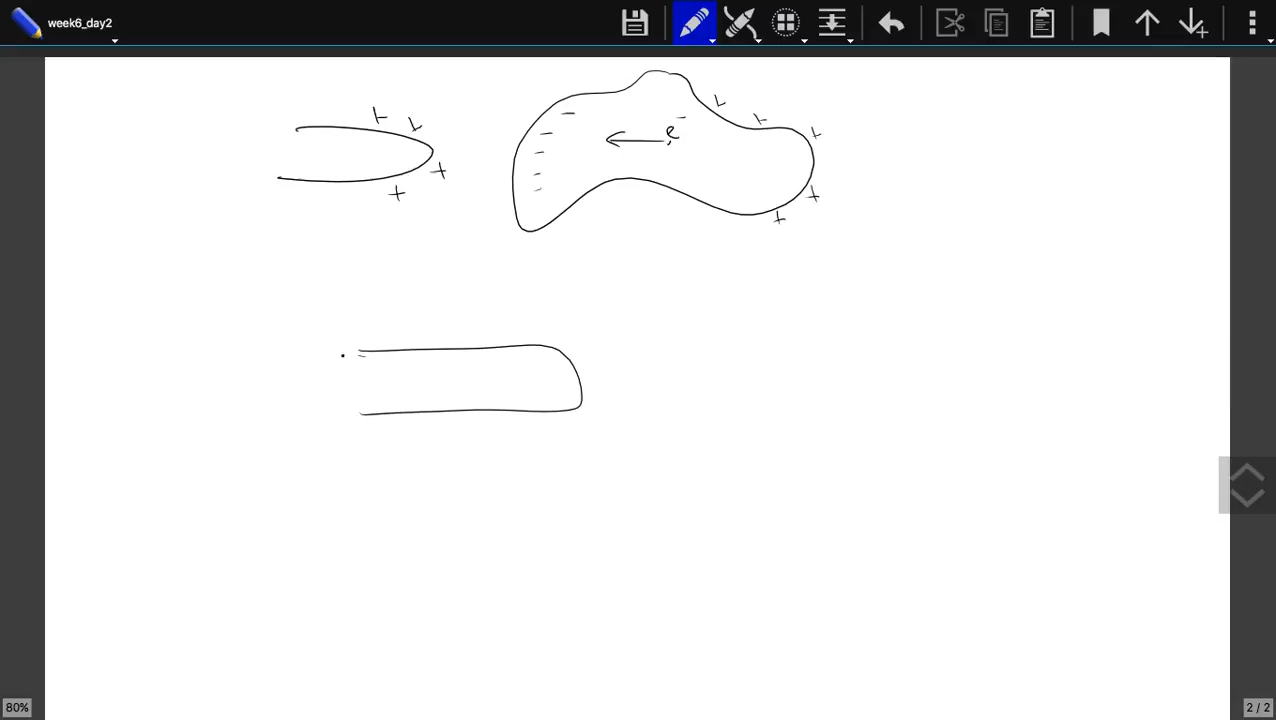 week6_day2
+ + + +
- - - - -
e-
+ + + + +
80%
2 / 2